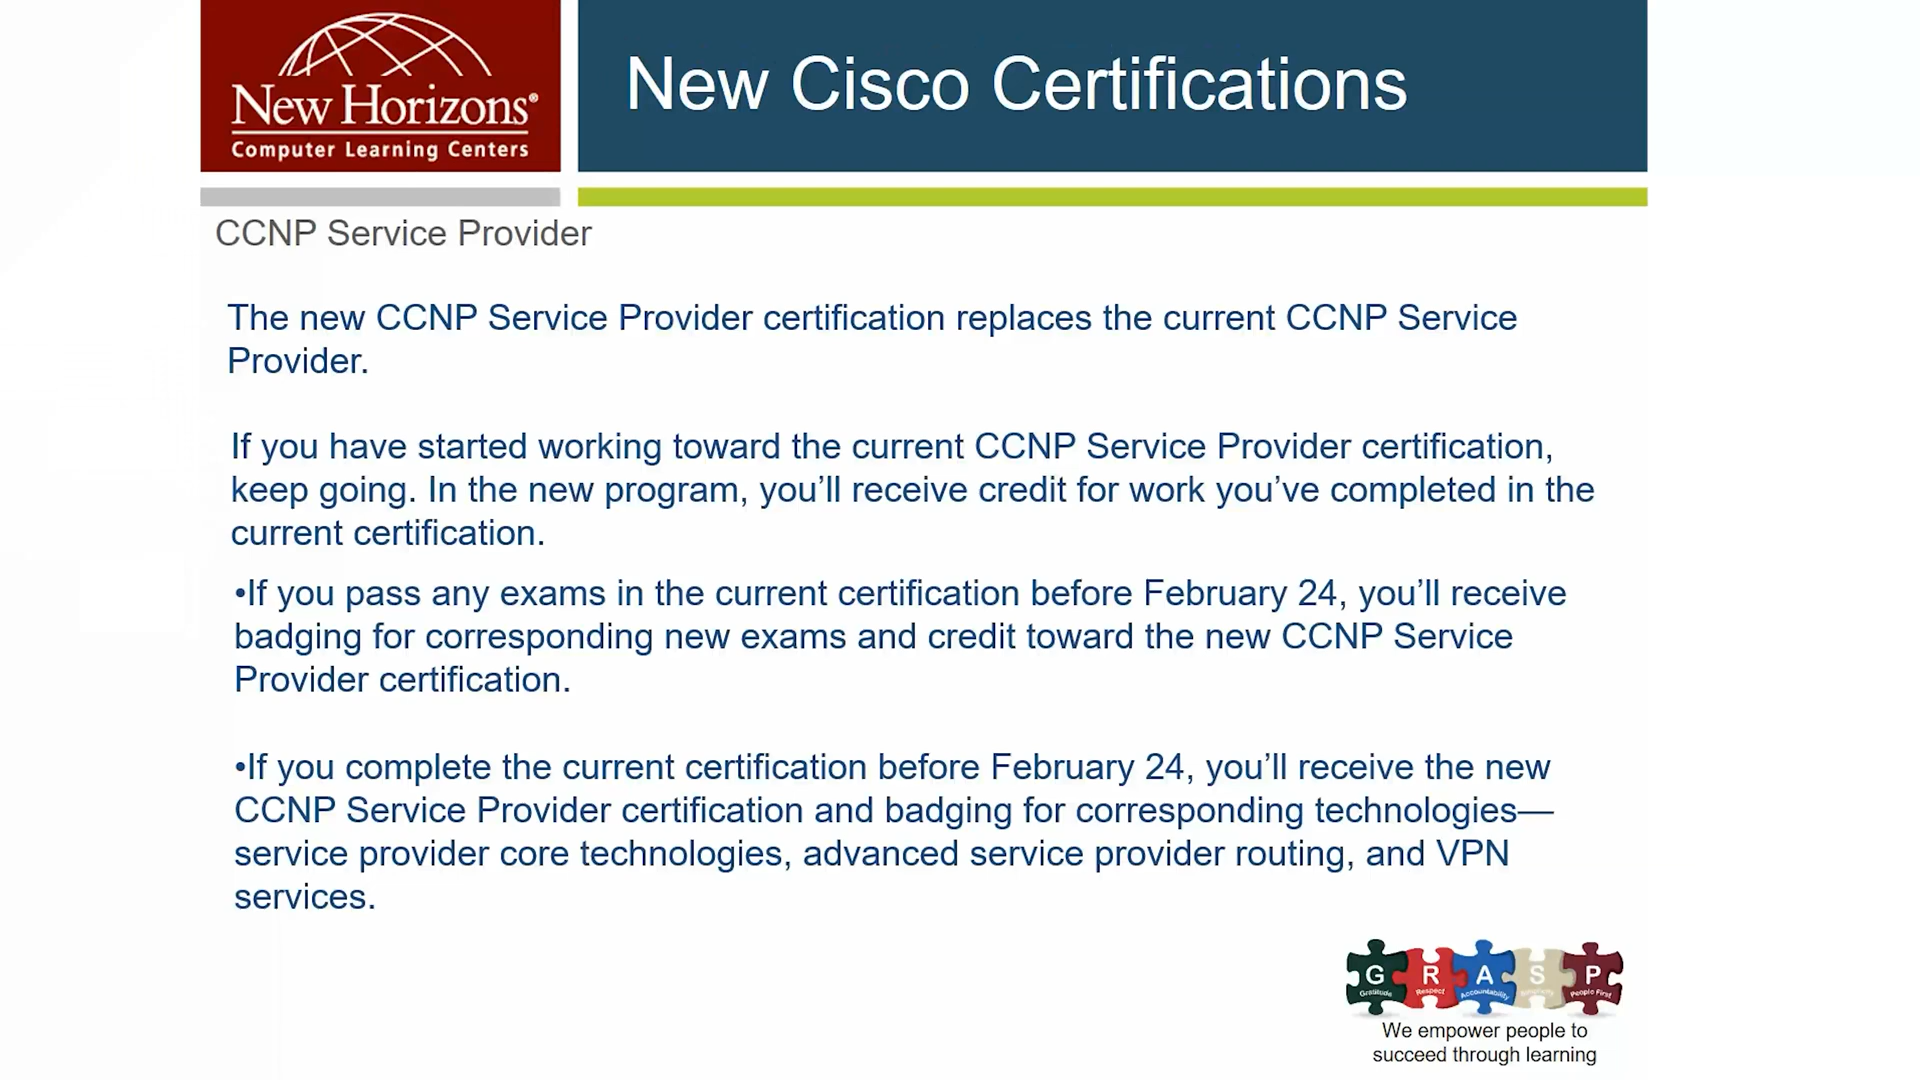 New Horizons®
Computer Learning Centers
New Cisco Certifications
CCNP Service Provider
The new CCNP Service Provider certification replaces the current CCNP Service
Provider.
If you have started working toward the current CCNP Service Provider certification,
keep going. In the new program, you’ll receive credit for work you’ve completed in the
current certification.
•If you pass any exams in the current certification before February 24, you’ll receive
badging for corresponding new exams and credit toward the new CCNP Service
Provider certification.
•If you complete the current certification before February 24, you’ll receive the new
CCNP Service Provider certification and badging for corresponding technologies—
service provider core technologies, advanced service provider routing, and VPN
services.
G R A S P
Gratitude Respect Accountability People First
We empower people to
succeed through learning